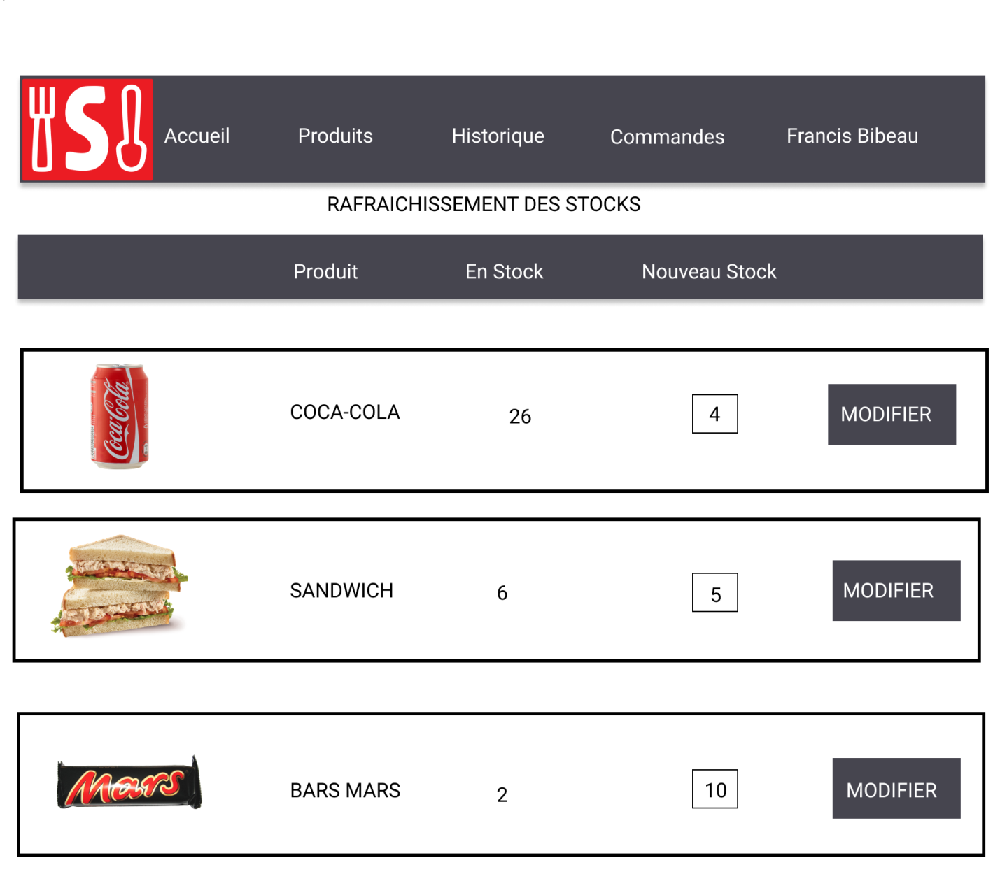 S
Accueil Produits Historique Commandes Francis Bibeau
RAFRAICHISSEMENT DES STOCKS
Produit En Stock Nouveau Stock
Coca-Cola
COCA-COLA 26 4 MODIFIER
SANDWICH 6 5 MODIFIER
Mars
BARS MARS 2 10 MODIFIER